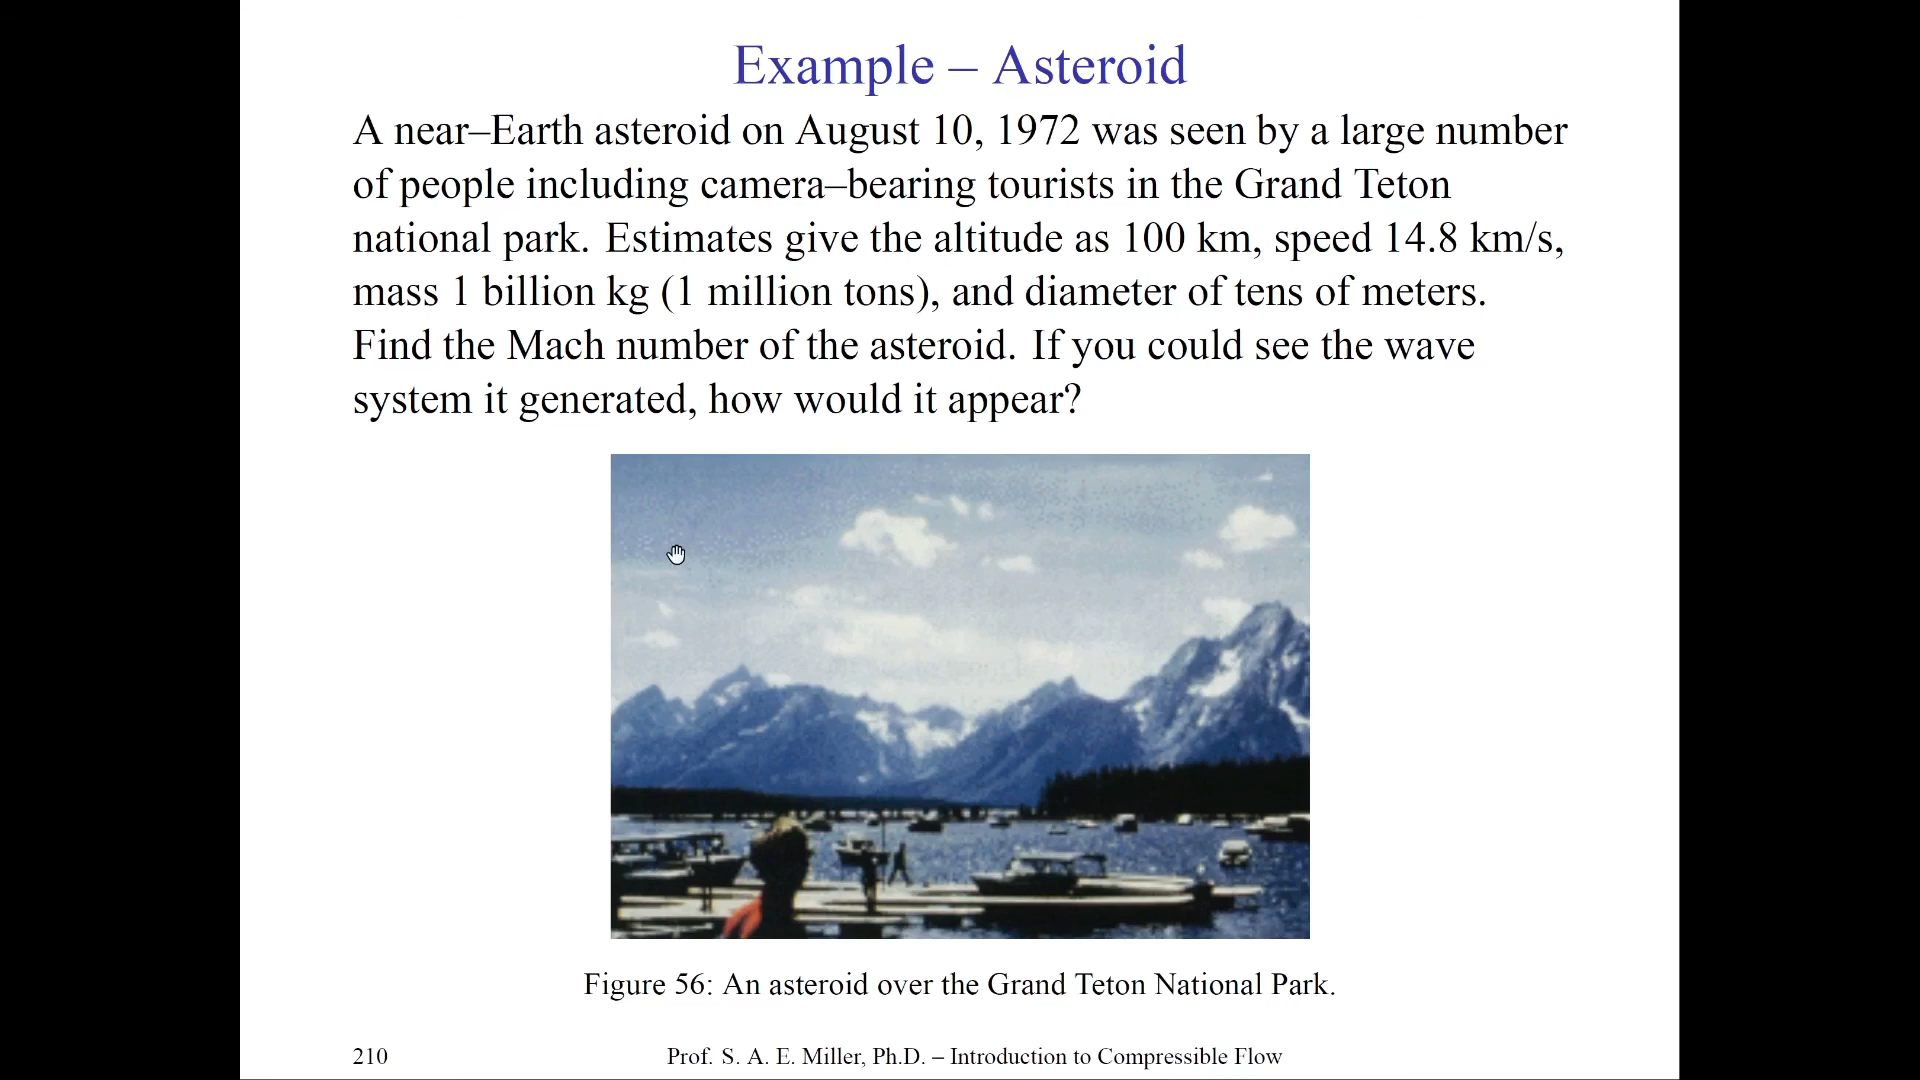 Example – Asteroid
A near–Earth asteroid on August 10, 1972 was seen by a large number
of people including camera–bearing tourists in the Grand Teton
national park. Estimates give the altitude as 100 km, speed 14.8 km/s,
mass 1 billion kg (1 million tons), and diameter of tens of meters.
Find the Mach number of the asteroid. If you could see the wave
system it generated, how would it appear?
Figure 56: An asteroid over the Grand Teton National Park.
210 Prof. S. A. E. Miller, Ph.D. – Introduction to Compressible Flow